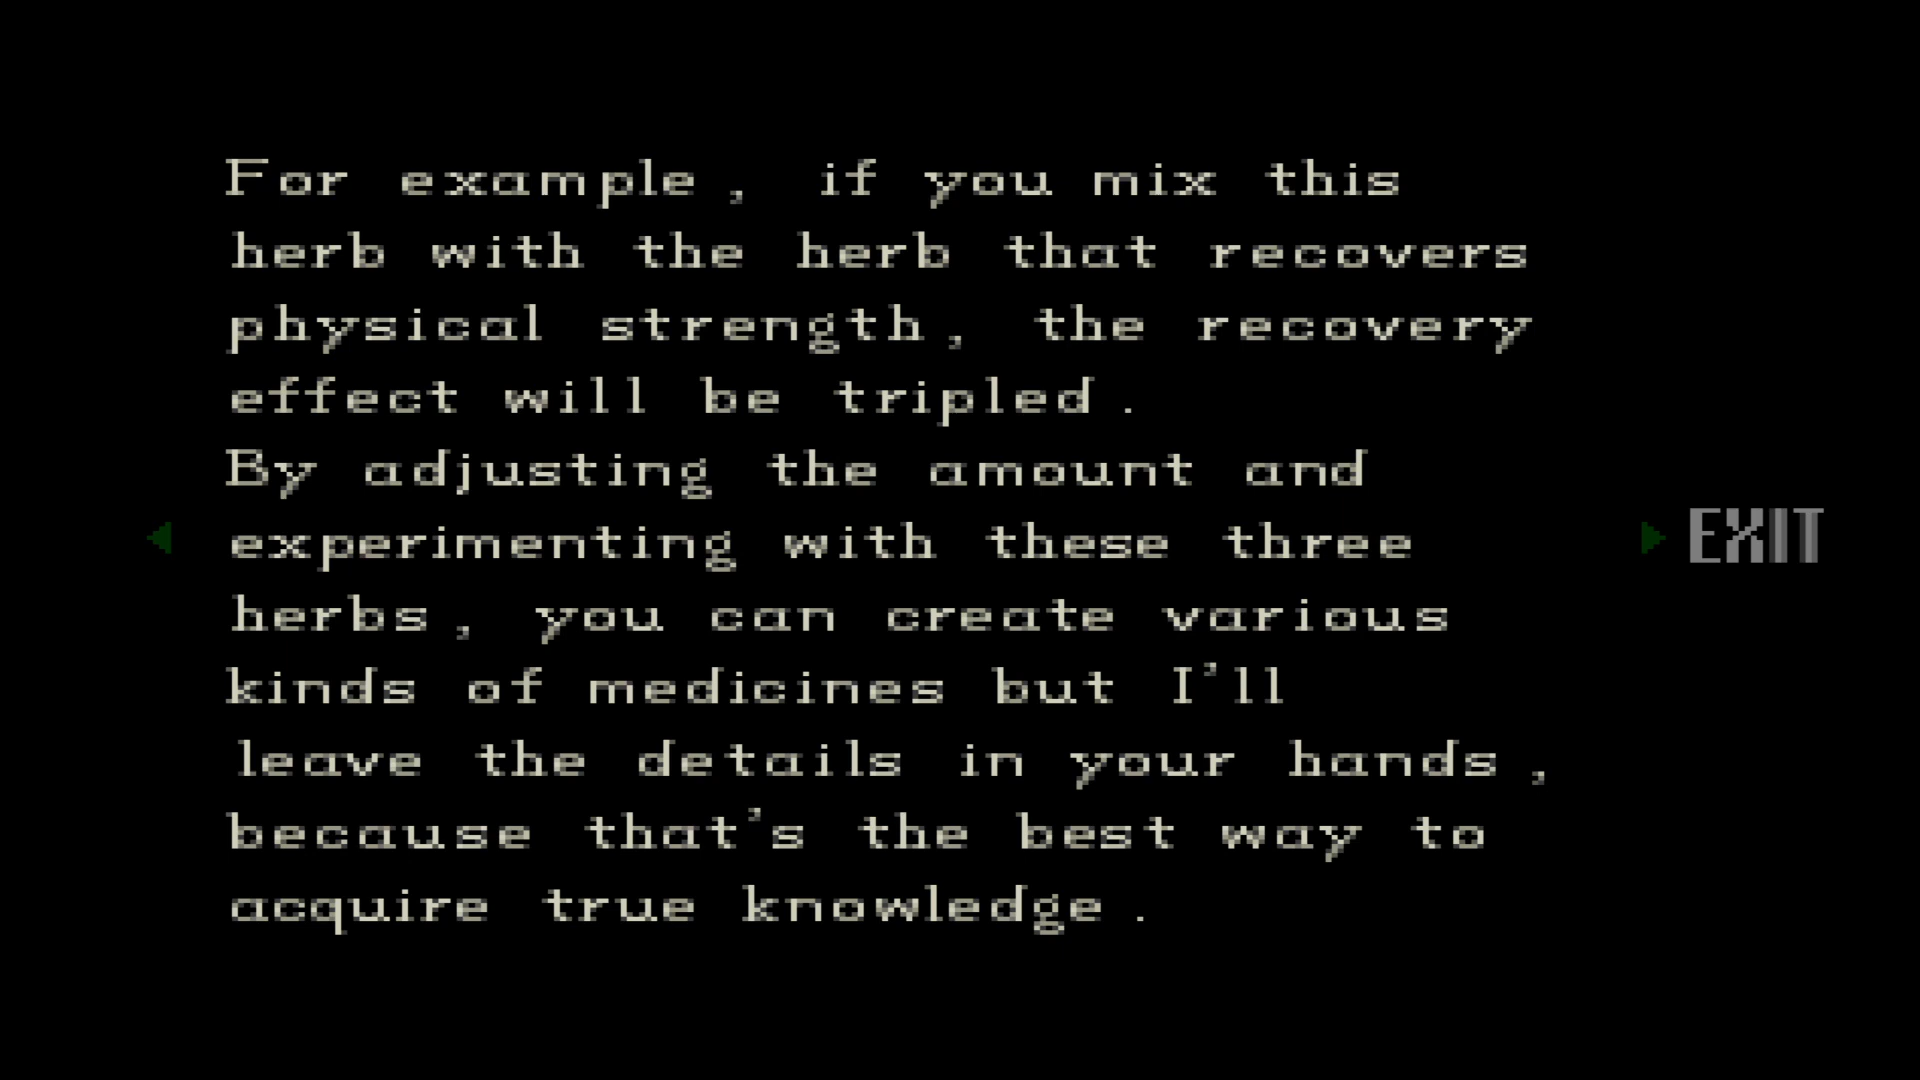 For example, if you mix this
herb with the herb that recovers
physical strength, the recovery
effect will be tripled.
By adjusting the amount and
experimenting with these three
herbs, you can create various
kinds of medicines but I'll
leave the details in your hands,
because that's the best way to
acquire true knowledge.
EXIT